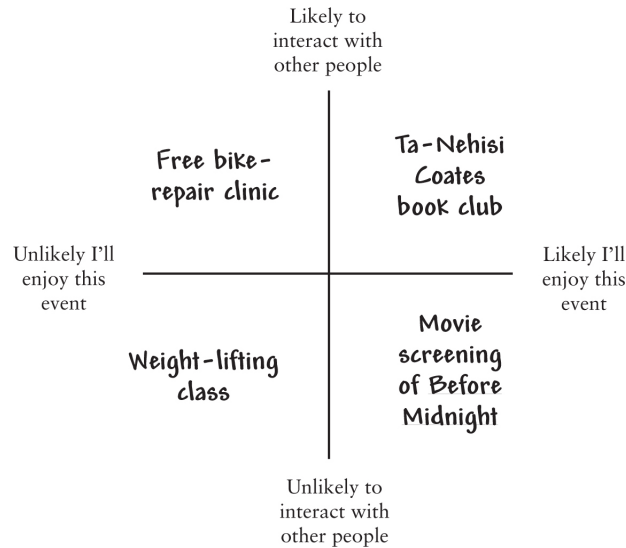 Likely to
interact with
other people
Free bike-
repair clinic
Ta-Nehisi
Coates
book club
Unlikely I'll
enjoy this
event
Likely I'll
enjoy this
event
Weight-lifting
class
Movie
screening
of Before
Midnight
Unlikely to
interact with
other people